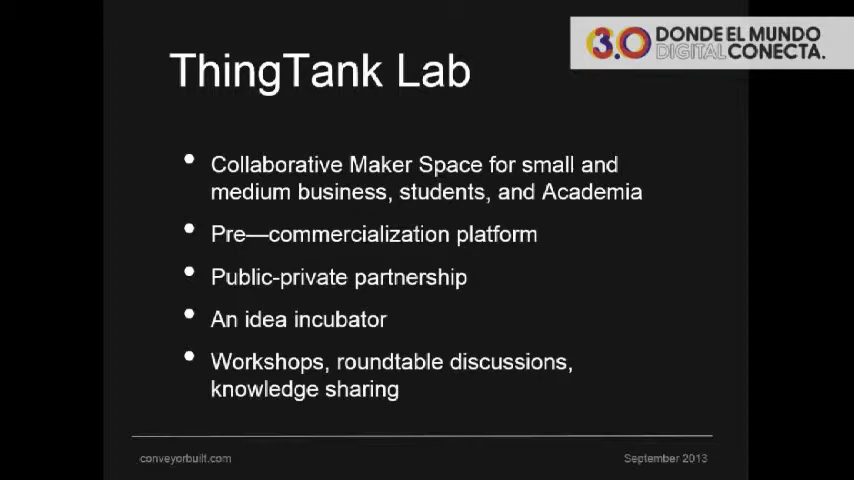 3.0 DONDE EL MUNDO
DIGITAL CONECTA.
ThingTank Lab
• Collaborative Maker Space for small and
medium business, students, and Academia
• Pre—commercialization platform
• Public-private partnership
• An idea incubator
• Workshops, roundtable discussions,
knowledge sharing
conveyorbuilt.com
September 2013